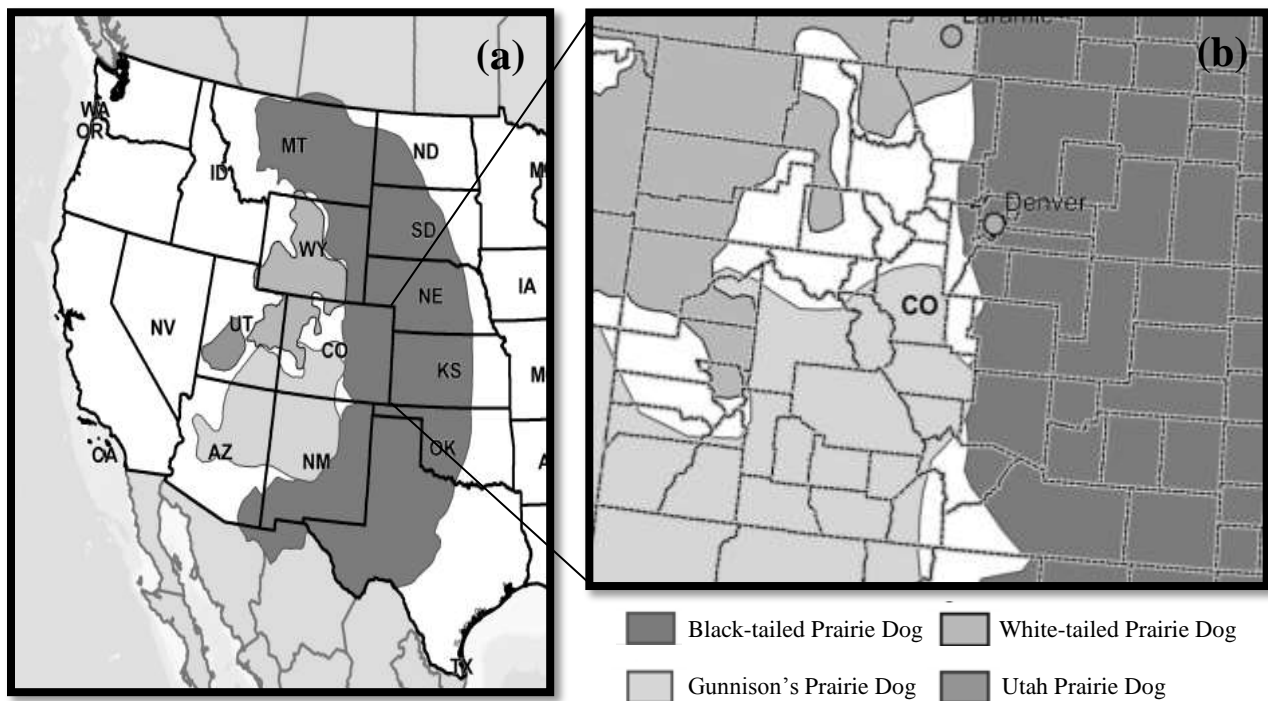 (a)
WA
OR
MT
ND
M
ID
SD
WY
IA
NE
NV
UT
CO
KS
M
CA
AZ
NM
OK
A
TX
Laramie
(b)
Denver
CO
Black-tailed Prairie Dog
White-tailed Prairie Dog
Gunnison's Prairie Dog
Utah Prairie Dog